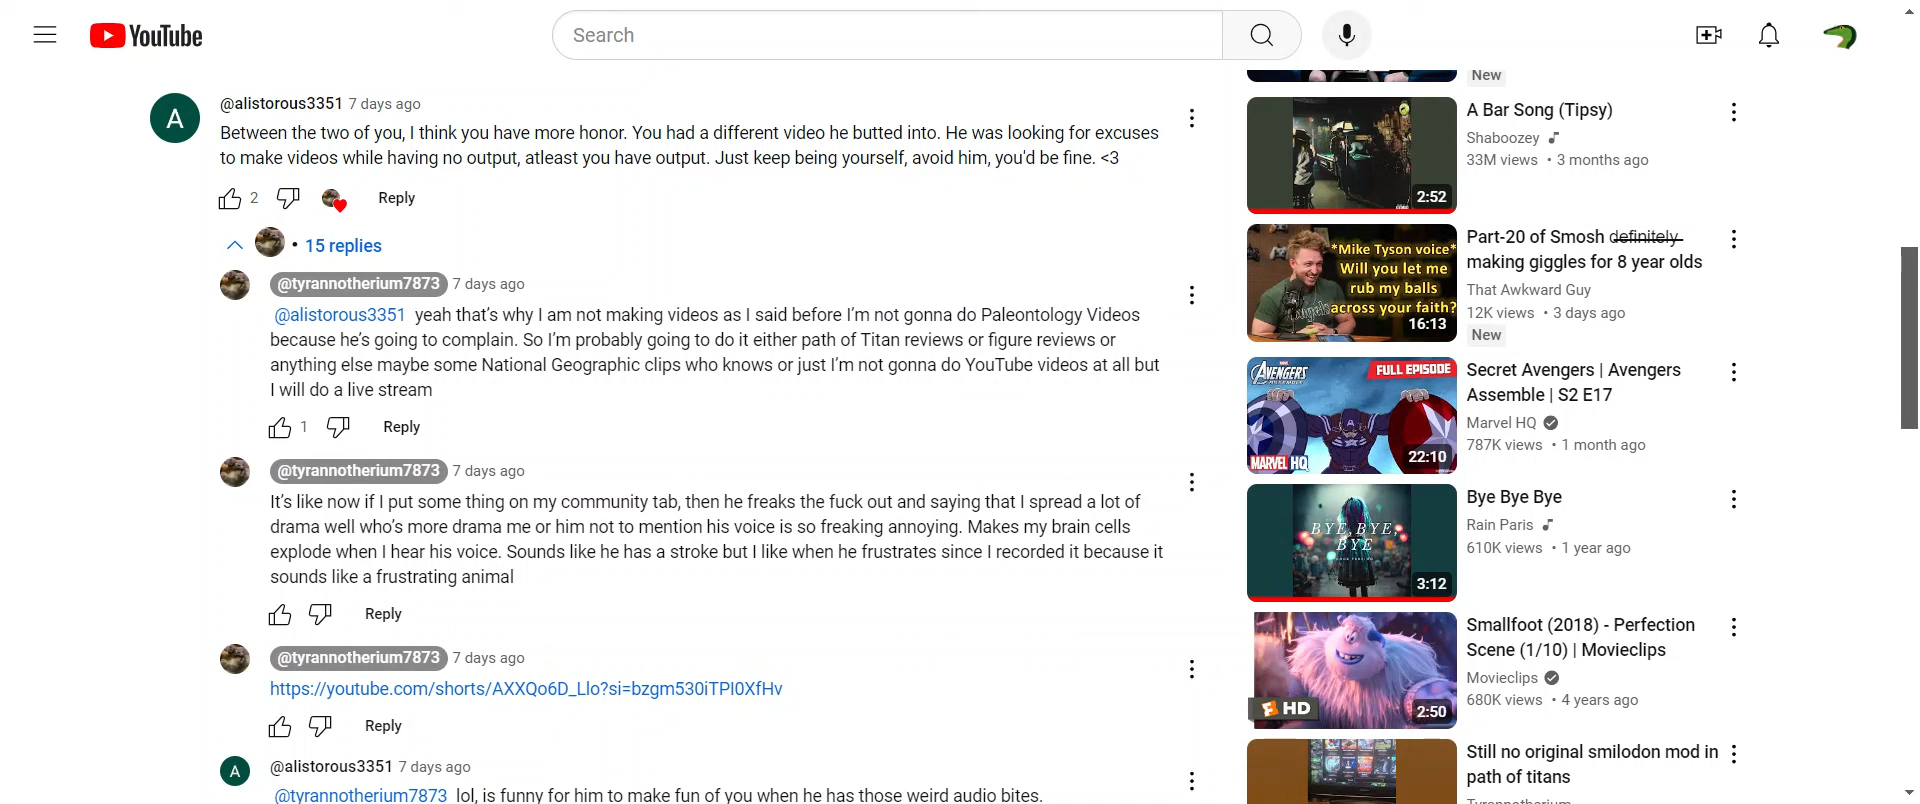 YouTube
Search
@alistorous3351 7 days ago
Between the two of you, I think you have more honor. You had a different video he butted into. He was looking for excuses
to make videos while having no output, atleast you have output. Just keep being yourself, avoid him, you'd be fine. <3
2 Reply
• 15 replies
@tyrannotherium7873 7 days ago
@alistorous3351 yeah that’s why I am not making videos as I said before I’m not gonna do Paleontology Videos
because he’s going to complain. So I’m probably going to do it either path of Titan reviews or figure reviews or
anything else maybe some National Geographic clips who knows or just I’m not gonna do YouTube videos at all but
I will do a live stream
1 Reply
@tyrannotherium7873 7 days ago
It’s like now if I put some thing on my community tab, then he freaks the fuck out and saying that I spread a lot of
drama well who’s more drama me or him not to mention his voice is so freaking annoying. Makes my brain cells
explode when I hear his voice. Sounds like he has a stroke but I like when he frustrates since I recorded it because it
sounds like a frustrating animal
Reply
@tyrannotherium7873 7 days ago
Reply
A @alistorous3351 7 days ago
@tyrannotherium7873 lol, is funny for him to make fun of you when he has those weird audio bites.
New
A Bar Song (Tipsy)
Shaboozey
33M views • 3 months ago
2:52
*Mike Tyson voice*
Will you let me
rub my balls
across your faith?
16:13
Part-20 of Smosh definitely
making giggles for 8 year olds
That Awkward Guy
12K views • 3 days ago
New
AVENGERS
ASSEMBLE
FULL EPISODE
MARVEL HQ
22:10
Secret Avengers | Avengers
Assemble | S2 E17
Marvel HQ
787K views • 1 month ago
BYE, BYE,
BYE
3:12
Bye Bye Bye
Rain Paris
610K views • 1 year ago
HD
2:50
Smallfoot (2018) - Perfection
Scene (1/10) | Movieclips
Movieclips
680K views • 4 years ago
Still no original smilodon mod in
path of titans
Tyrannotherium